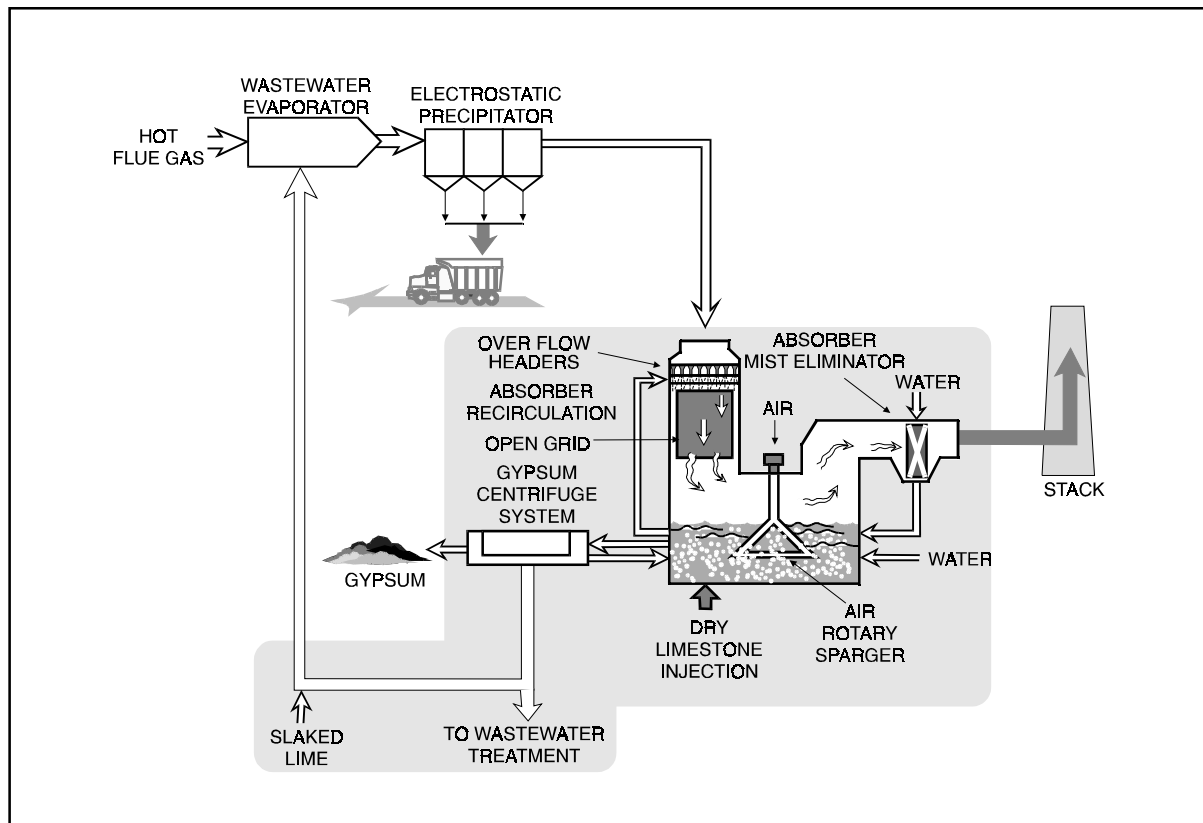 WASTEWATER
EVAPORATOR
ELECTROSTATIC
PRECIPITATOR
HOT
FLUE GAS
OVER FLOW
HEADERS
ABSORBER
RECIRCULATION
OPEN GRID
GYPSUM
CENTRIFUGE
SYSTEM
ABSORBER
MIST ELIMINATOR
WATER
AIR
STACK
GYPSUM
WATER
DRY
LIMESTONE
INJECTION
AIR
ROTARY
SPARGER
SLAKED
LIME
TO WASTEWATER
TREATMENT